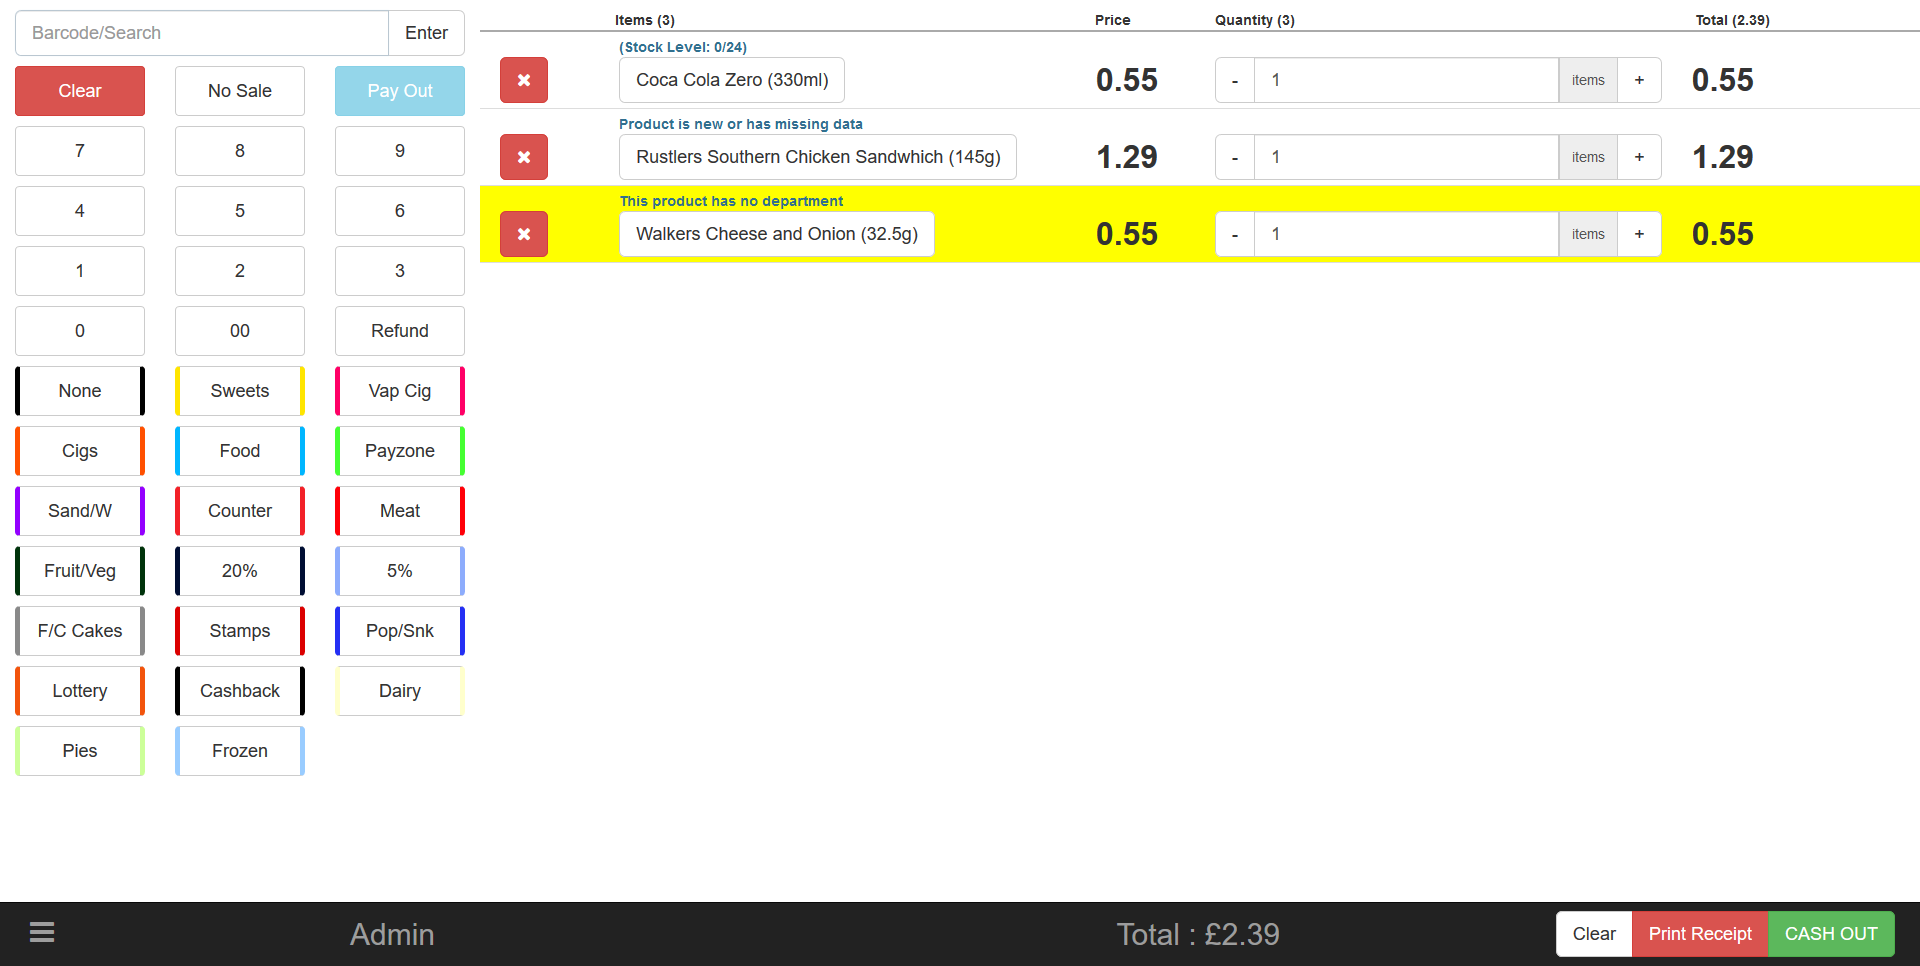 Barcode/Search Enter
Clear No Sale Pay Out
7 8 9
4 5 6
1 2 3
0 00 Refund
None Sweets Vap Cig
Cigs Food Payzone
Sand/W Counter Meat
Fruit/Veg 20% 5%
F/C Cakes Stamps Pop/Snk
Lottery Cashback Dairy
Pies Frozen
Items (3) Price Quantity (3) Total (2.39)
(Stock Level: 0/24)
Coca Cola Zero (330ml) 0.55 - 1 items + 0.55
Product is new or has missing data
Rustlers Southern Chicken Sandwhich (145g) 1.29 - 1 items + 1.29
This product has no department
Walkers Cheese and Onion (32.5g) 0.55 - 1 items + 0.55
Admin Total : £2.39 Clear Print Receipt CASH OUT